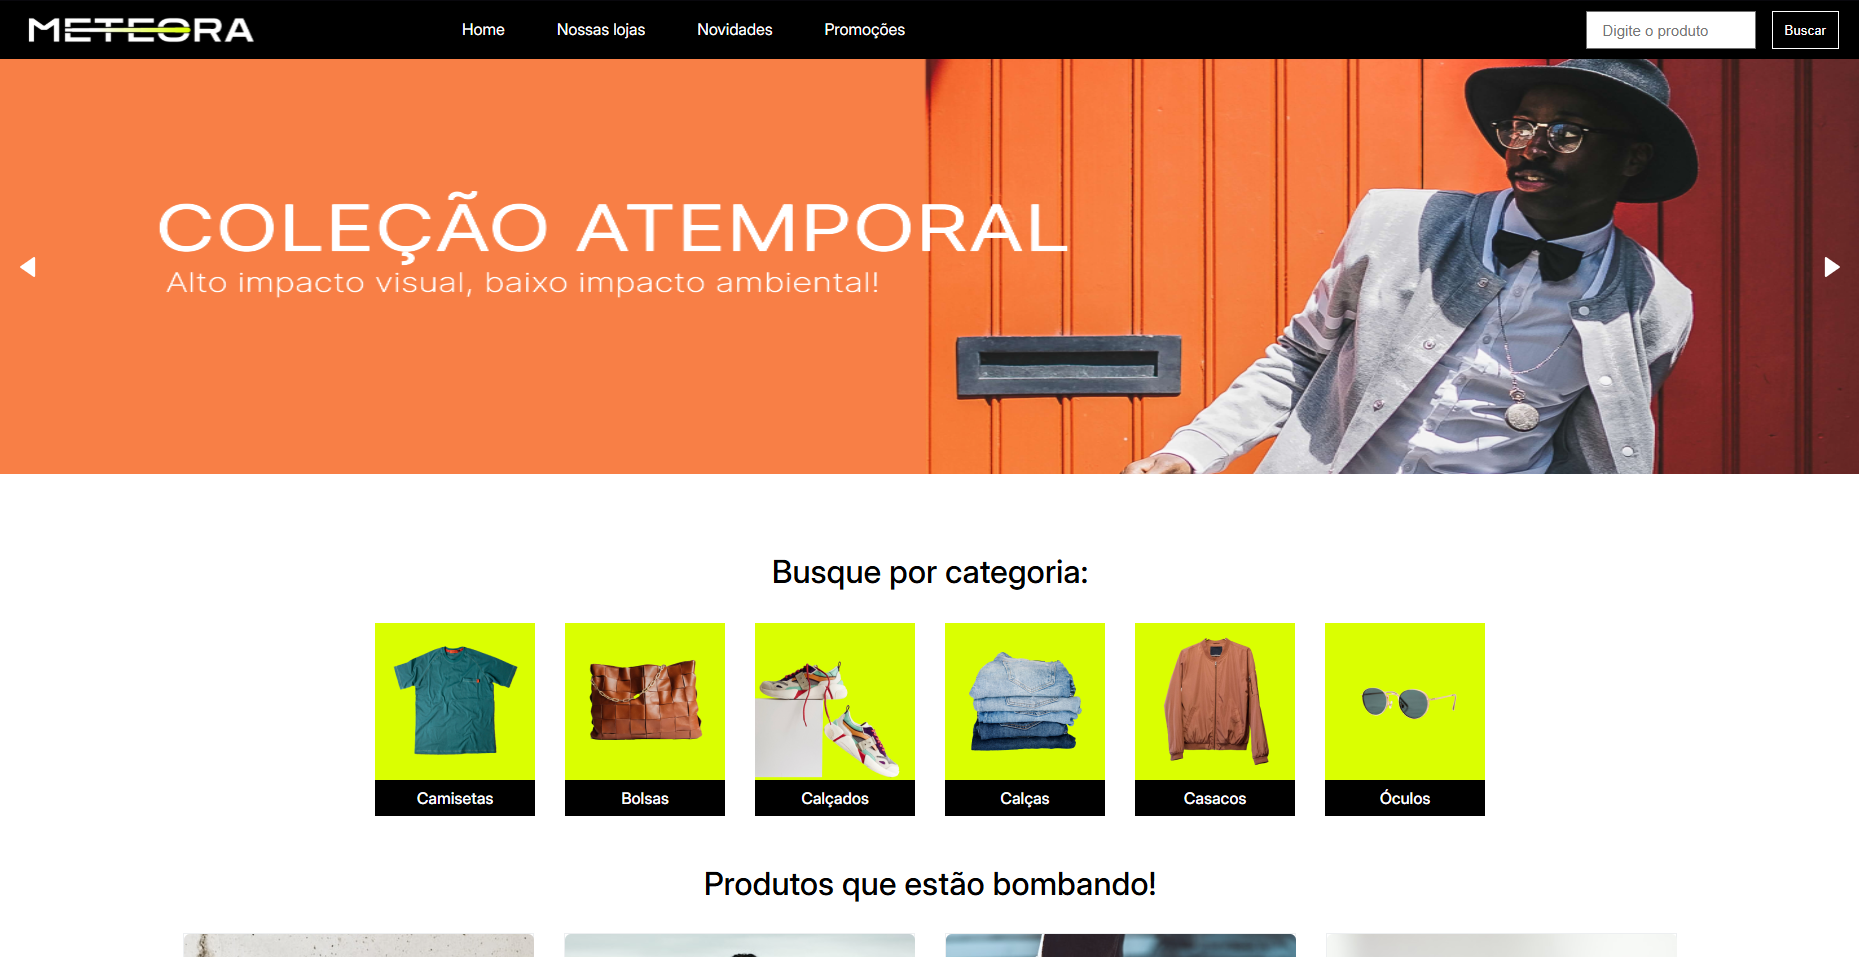 METEORA
Home
Nossas lojas
Novidades
Promoções
Digite o produto
Buscar
COLEÇÃO ATEMPORAL
Alto impacto visual, baixo impacto ambiental!
Busque por categoria:
Camisetas
Bolsas
Calçados
Calças
Casacos
Óculos
Produtos que estão bombando!